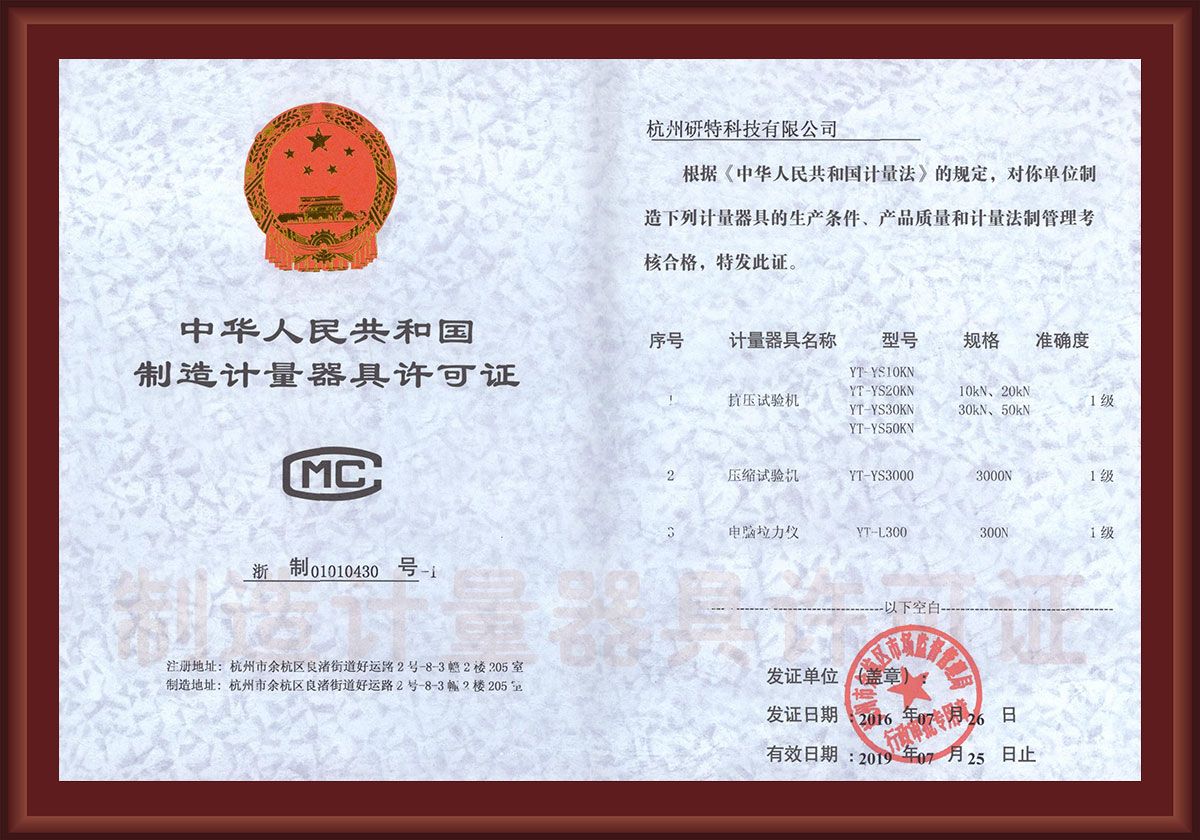 中华人民共和国
制造计量器具许可证
MC
浙 制01010430 号-1
注册地址：杭州市余杭区良渚街道好运路2号-8-3幢2楼205室
制造地址：杭州市余杭区良渚街道好运路2号-8-3幢2楼205室
杭州研特科技有限公司
根据《中华人民共和国计量法》的规定，对你单位制
造下列计量器具的生产条件、产品质量和计量法制管理考
核合格，特发此证。
序号 计量器具名称 型号 规格 准确度
1 抗压试验机 YT-YS10KN YT-YS20KN YT-YS30KN YT-YS50KN 10kN、20kN 30kN、50kN 1级
2 压缩试验机 YT-YS3000 3000N 1级
3 电脑拉力仪 YT-L300 300N 1级
以下空白
制造计量器具许可证
发证单位 （盖章）：
发证日期：2016 年07 月26 日
有效日期：2019 年07 月25 日止
行政审批专用章